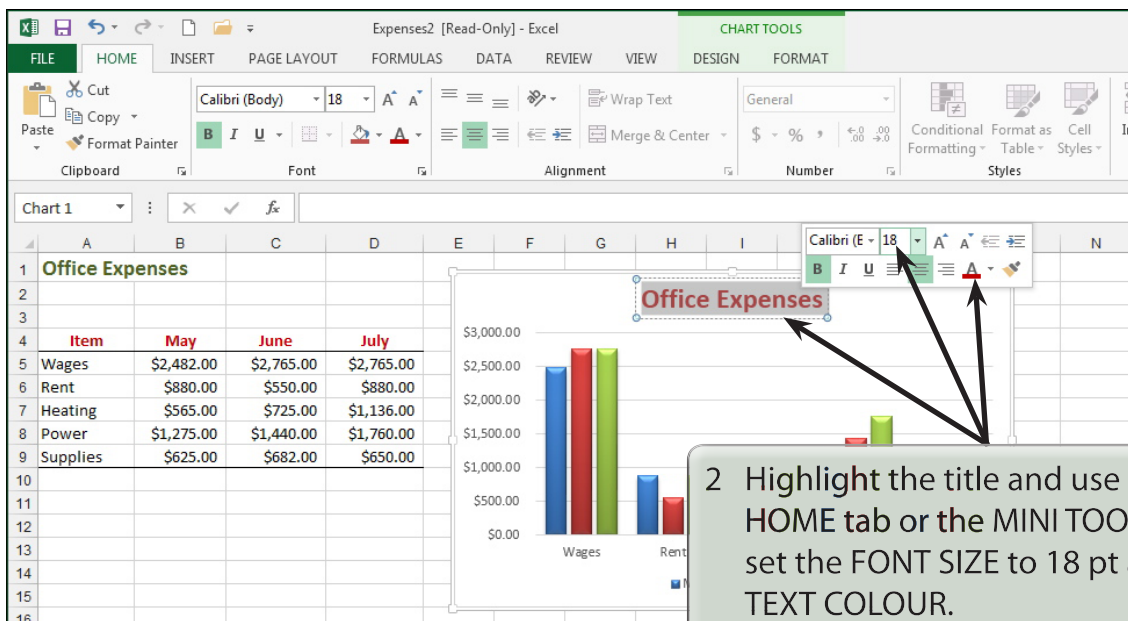 Expenses2 [Read-Only] - Excel
CHART TOOLS
FILE HOME INSERT PAGE LAYOUT FORMULAS DATA REVIEW VIEW DESIGN FORMAT
Cut
Copy
Format Painter
Paste
Clipboard
Calibri (Body) 18
B I U
Font
Wrap Text
Merge & Center
Alignment
General
$ % ,
Number
Conditional Formatting
Format as Table
Cell Styles
Styles
Chart 1
fx
Calibri (E 18
B I U
A B C D E F G H I N
1 Office Expenses
2
3
4 Item May June July
5 Wages $2,482.00 $2,765.00 $2,765.00
6 Rent $880.00 $550.00 $880.00
7 Heating $565.00 $725.00 $1,136.00
8 Power $1,275.00 $1,440.00 $1,760.00
9 Supplies $625.00 $682.00 $650.00
10
11
12
13
14
15
16
Office Expenses
$3,000.00
$2,500.00
$2,000.00
$1,500.00
$1,000.00
$500.00
$0.00
Wages Rent
2 Highlight the title and use
HOME tab or the MINI TOO
set the FONT SIZE to 18 pt
TEXT COLOUR.